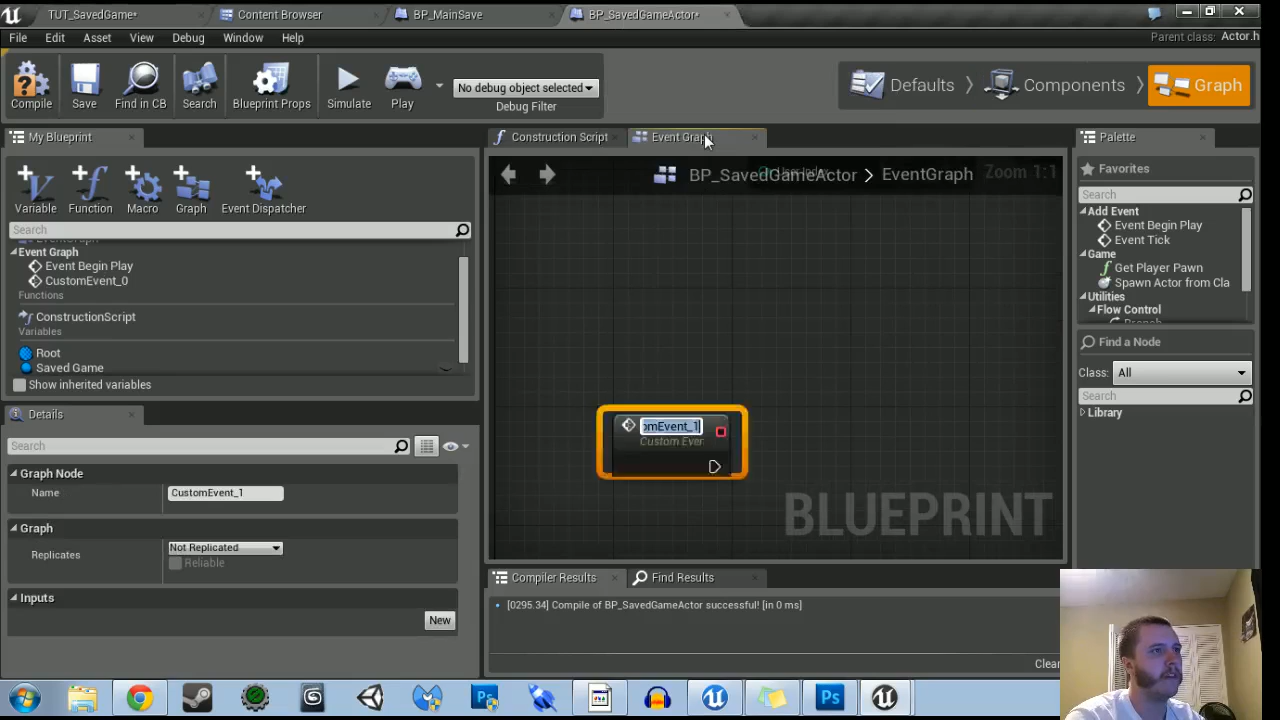 TUT_SavedGame*
Content Browser
BP_MainSave
BP_SavedGameActor*
File Edit Asset View Debug Window Help
Parent class: Actor.h
Compile
Save
Find in CB
Search
Blueprint Props
Simulate
Play
No debug object selected
Debug Filter
Defaults
Components
Graph
My Blueprint
Variable
Function
Macro
Graph
Event Dispatcher
Search
EventGraph
Event Graph
Event Begin Play
CustomEvent_0
Functions
ConstructionScript
Variables
Root
Saved Game
Show inherited variables
Details
Search
Graph Node
Name CustomEvent_1
Graph
Replicates Not Replicated
Reliable
Inputs
New
Construction Script
Event Graph
BP_SavedGameActor > EventGraph
Zoom 1:1
omEvent_1
Custom Even
BLUEPRINT
Compiler Results
Find Results
[0295.34] Compile of BP_SavedGameActor successful! [in 0 ms]
Clear
Palette
Favorites
Search
Add Event
Event Begin Play
Event Tick
Game
Get Player Pawn
Spawn Actor from Cla
Utilities
Flow Control
Branch
Find a Node
Class: All
Search
Library